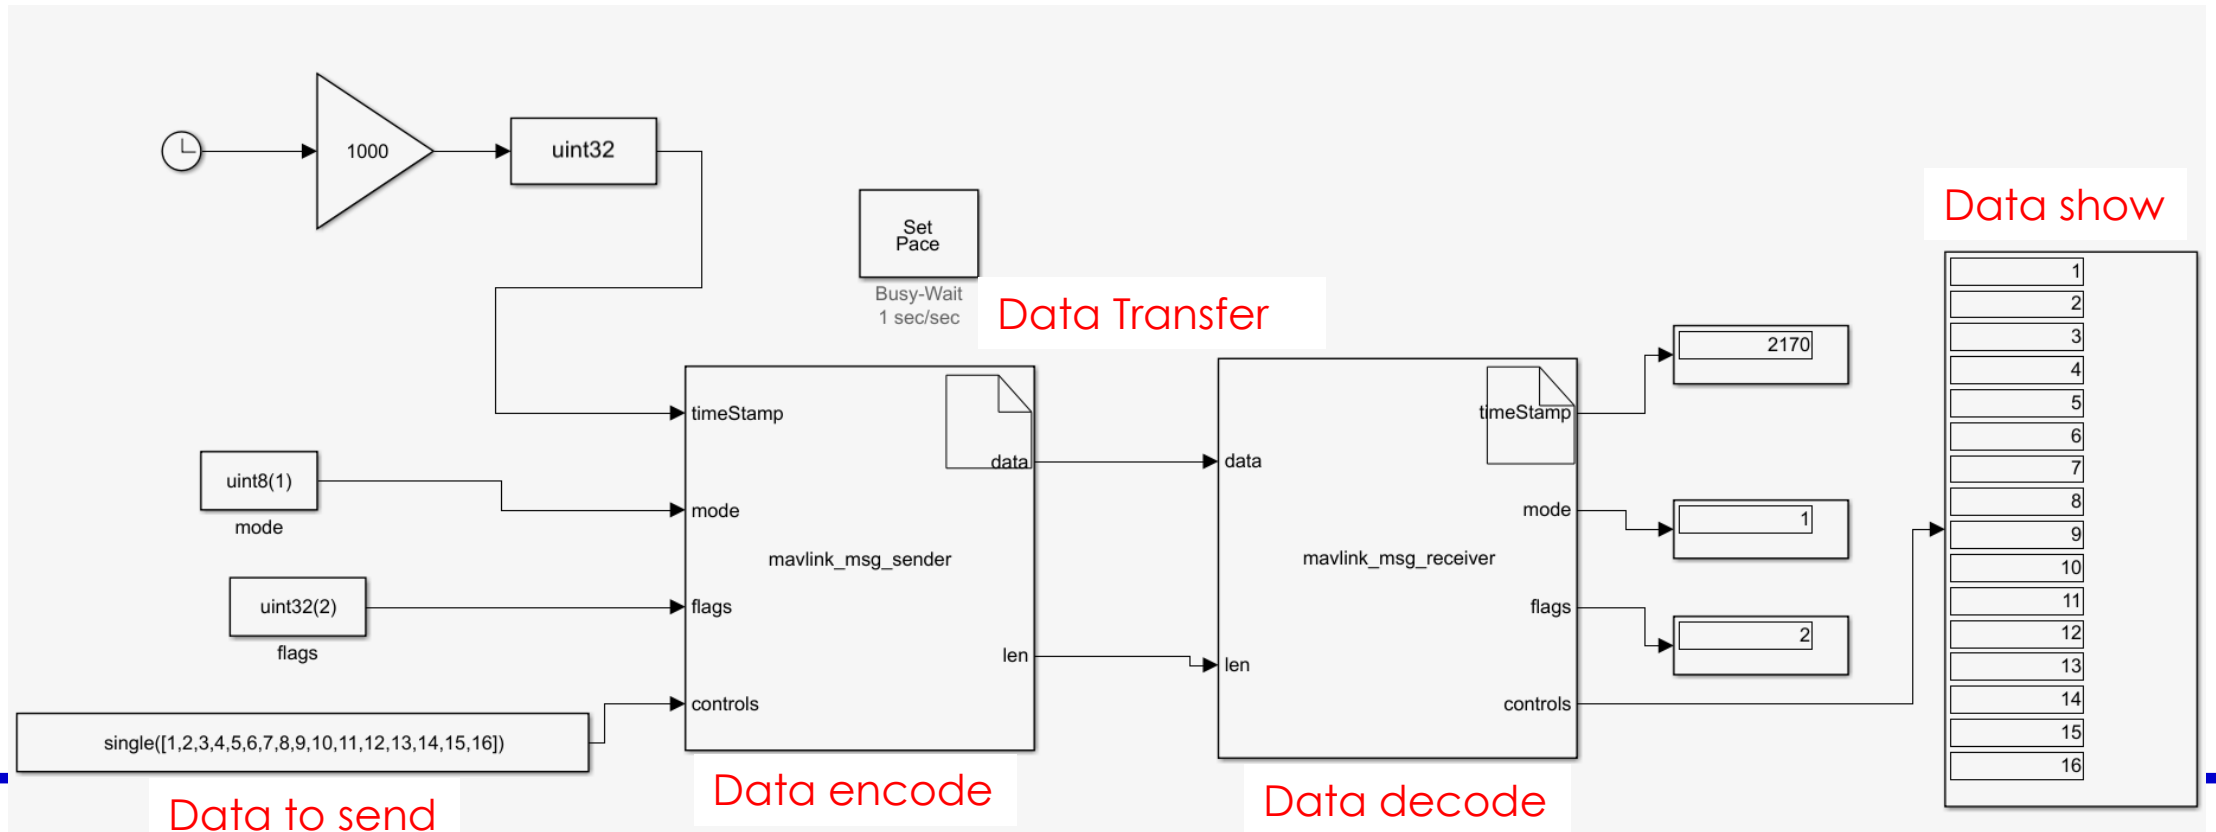 1000
uint32
Set
Pace
Busy-Wait
1 sec/sec
Data Transfer
Data show
timeStamp
uint8(1)
mode
mode
uint32(2)
flags
flags
single([1,2,3,4,5,6,7,8,9,10,11,12,13,14,15,16])
controls
mavlink_msg_sender
data
len
Data to send
Data encode
data
len
mavlink_msg_receiver
timeStamp
mode
flags
controls
Data decode
2170
1
2
1
2
3
4
5
6
7
8
9
10
11
12
13
14
15
16